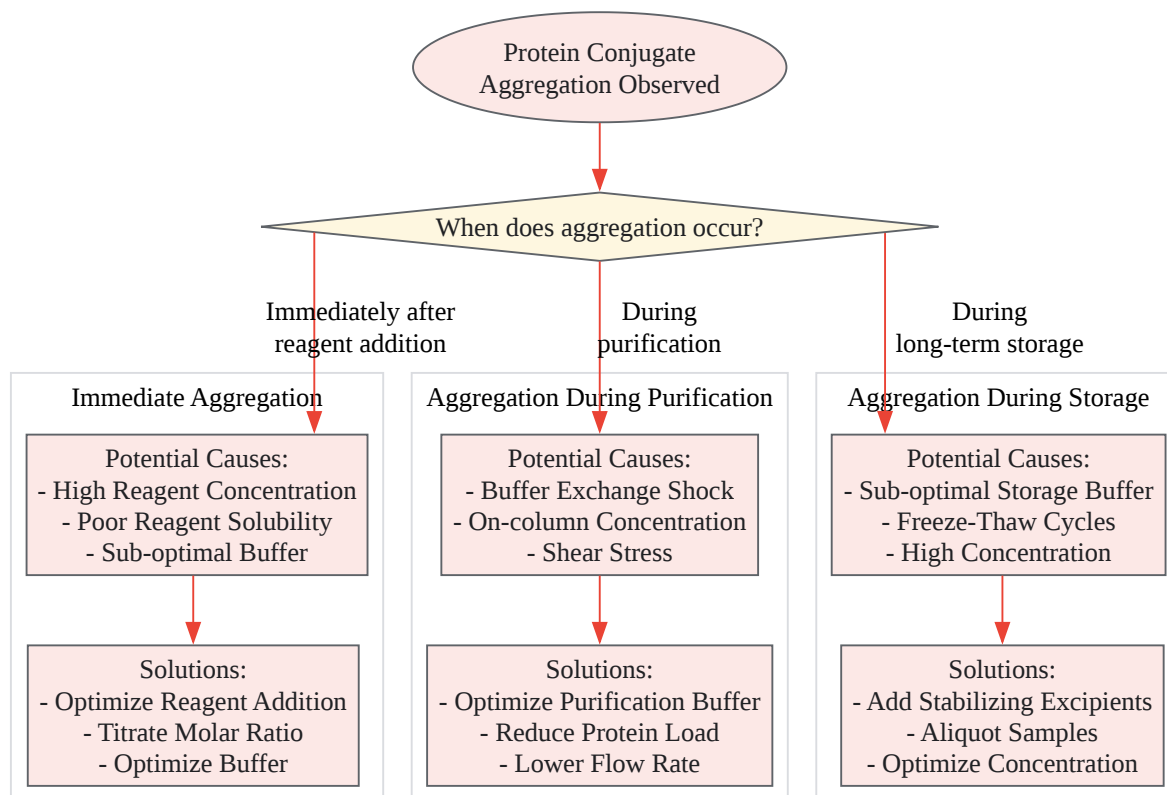 Protein Conjugate
Aggregation Observed
When does aggregation occur?
Immediately after
reagent addition
During
purification
During
long-term storage
Immediate Aggregation
Aggregation During Purification
Aggregation During Storage
Potential Causes:
- High Reagent Concentration
- Poor Reagent Solubility
- Sub-optimal Buffer
Potential Causes:
- Buffer Exchange Shock
- On-column Concentration
- Shear Stress
Potential Causes:
- Sub-optimal Storage Buffer
- Freeze-Thaw Cycles
- High Concentration
Solutions:
- Optimize Reagent Addition
- Titrate Molar Ratio
- Optimize Buffer
Solutions:
- Optimize Purification Buffer
- Reduce Protein Load
- Lower Flow Rate
Solutions:
- Add Stabilizing Excipients
- Aliquot Samples
- Optimize Concentration